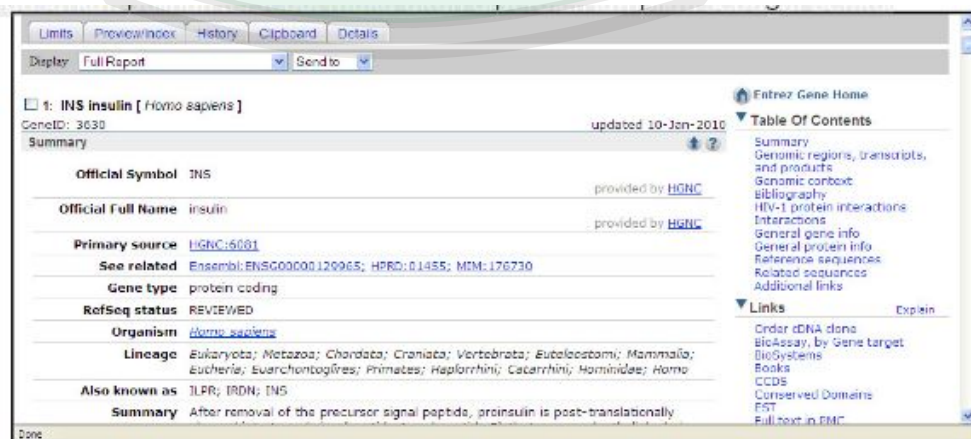 Limits Preview/Index History Clipboard Details
Display Full Report Send to
1: INS insulin [ Homo sapiens ]
GeneID: 3630 updated 10-Jan-2010
Summary
Official Symbol INS
provided by HGNC
Official Full Name insulin
provided by HGNC
Primary source HGNC:6081
See related Ensembl:ENSG00000129965; HPRD:01455; MIM:176730
Gene type protein coding
RefSeq status REVIEWED
Organism Homo sapiens
Lineage Eukaryota; Metazoa; Chordata; Craniata; Vertebrata; Euteleostomi; Mammalia;
Eutheria; Euarchontoglires; Primates; Haplorrhini; Catarrhini; Hominidae; Homo
Also known as ILPR; IRDN; INS
Summary After removal of the precursor signal peptide, proinsulin is post-translationally
Done
Entrez Gene Home
Table Of Contents
Summary
Genomic regions, transcripts,
and products
Genomic context
Bibliography
HIV-1 protein interactions
Interactions
General gene info
General protein info
Reference sequences
Related sequences
Additional links
Links Explain
Order cDNA clone
BioAssay, by Gene target
BioSystems
Books
CCDS
Conserved Domains
EST
Full text in PMC